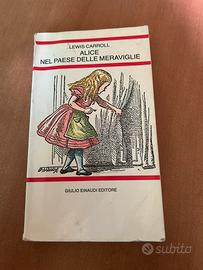 LEWIS CARROLL
ALICE
NEL PAESE DELLE MERAVIGLIE
GIULIO EINAUDI EDITORE
subito